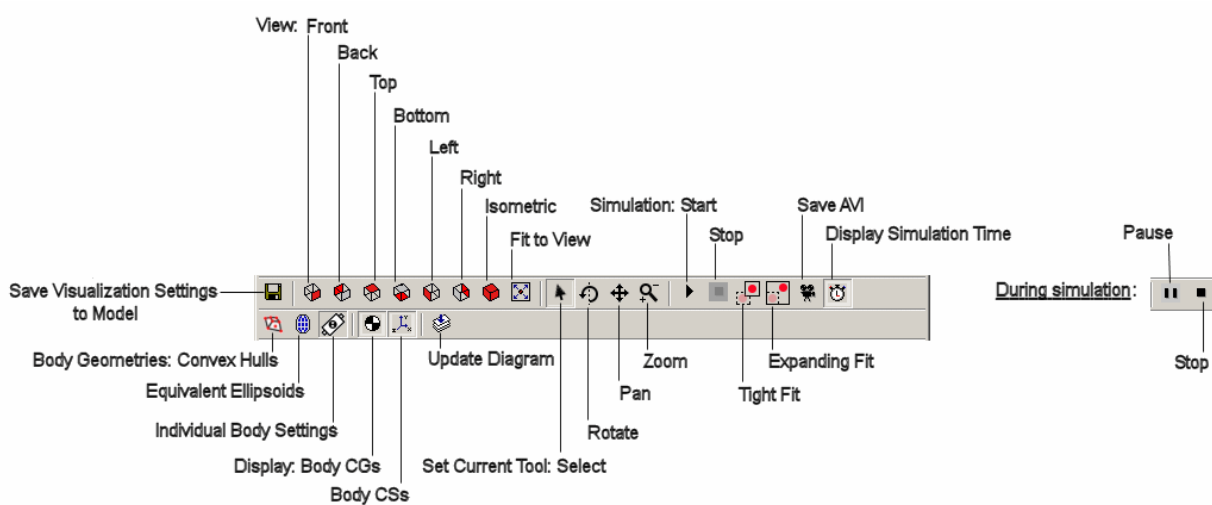 View: Front
Back
Top
Bottom
Left
Right
Isometric
Fit to View
Simulation: Start
Stop
Save AVI
Display Simulation Time
Pause
Save Visualization Settings
to Model
During simulation:
Body Geometries: Convex Hulls
Update Diagram
Zoom
Expanding Fit
Stop
Equivalent Ellipsoids
Pan
Tight Fit
Individual Body Settings
Rotate
Display: Body CGs
Set Current Tool: Select
Body CSs